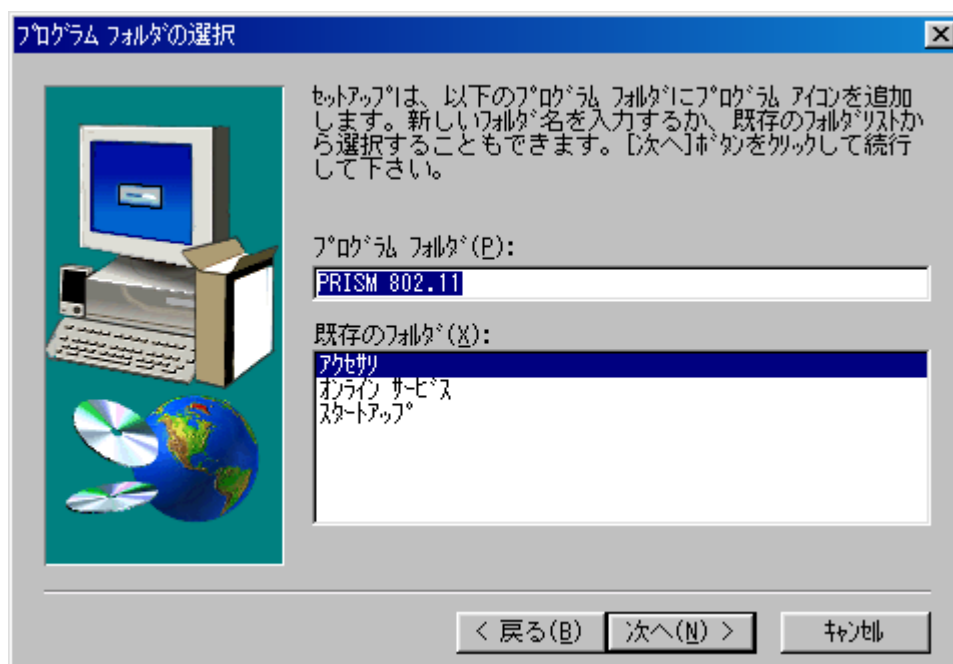 ﾌﾟﾛｸﾞﾗﾑ ﾌｫﾙﾀﾞの選択
ｾｯﾄｱｯﾌﾟは、以下のﾌﾟﾛｸﾞﾗﾑ ﾌｫﾙﾀﾞにﾌﾟﾛｸﾞﾗﾑ ｱｲｺﾝを追加
します。新しいﾌｫﾙﾀﾞ名を入力するか、既存のﾌｫﾙﾀﾞﾘｽﾄか
ら選択することもできます。[次へ]ﾎﾞﾀﾝをｸﾘｯｸして続行
して下さい。
ﾌﾟﾛｸﾞﾗﾑ ﾌｫﾙﾀﾞ(P):
PRISM 802.11
既存のﾌｫﾙﾀﾞ(X):
ｱｸｾｻﾘ
ｵﾝﾗｲﾝ ｻｰﾋﾞｽ
ｽﾀｰﾄｱｯﾌﾟ
< 戻る(B)
次へ(N) >
ｷｬﾝｾﾙ